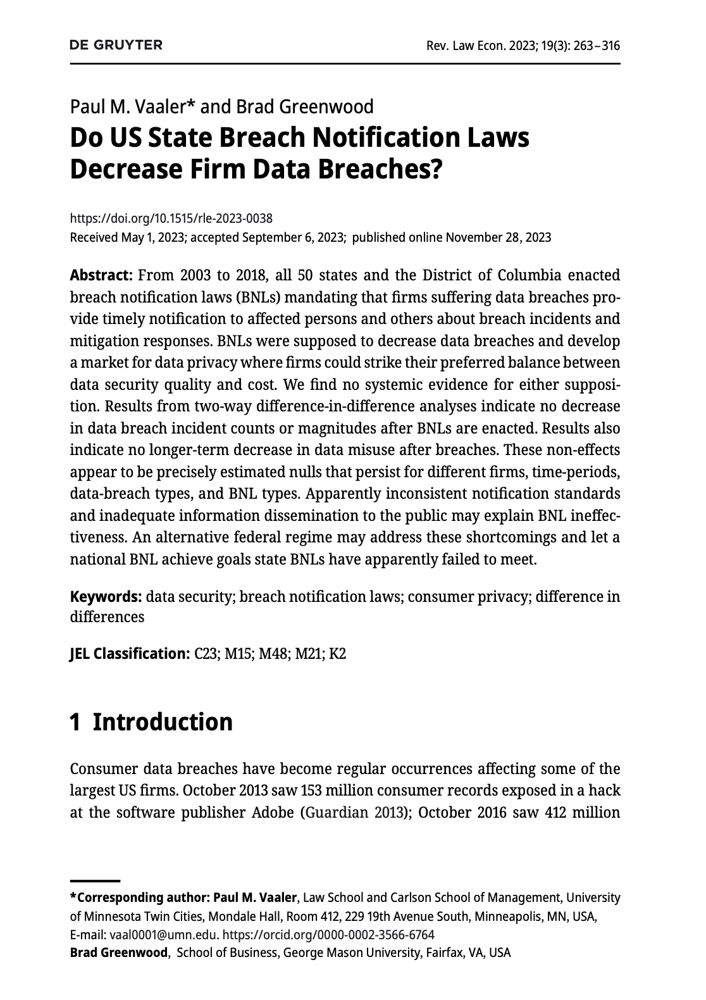 DE GRUYTER
Rev. Law Econ. 2023; 19(3): 263–316
Paul M. Vaaler* and Brad Greenwood
Do US State Breach Notification Laws
Decrease Firm Data Breaches?
https://doi.org/10.1515/rle-2023-0038
Received May 1, 2023; accepted September 6, 2023; published online November 28, 2023
Abstract: From 2003 to 2018, all 50 states and the District of Columbia enacted
breach notification laws (BNLs) mandating that firms suffering data breaches pro-
vide timely notification to affected persons and others about breach incidents and
mitigation responses. BNLs were supposed to decrease data breaches and develop
a market for data privacy where firms could strike their preferred balance between
data security quality and cost. We find no systemic evidence for either supposi-
tion. Results from two-way difference-in-difference analyses indicate no decrease
in data breach incident counts or magnitudes after BNLs are enacted. Results also
indicate no longer-term decrease in data misuse after breaches. These non-effects
appear to be precisely estimated nulls that persist for different firms, time-periods,
data-breach types, and BNL types. Apparently inconsistent notification standards
and inadequate information dissemination to the public may explain BNL ineffec-
tiveness. An alternative federal regime may address these shortcomings and let a
national BNL achieve goals state BNLs have apparently failed to meet.
Keywords: data security; breach notification laws; consumer privacy; difference in
differences
JEL Classification: C23; M15; M48; M21; K2
1 Introduction
Consumer data breaches have become regular occurrences affecting some of the
largest US firms. October 2013 saw 153 million consumer records exposed in a hack
at the software publisher Adobe (Guardian 2013); October 2016 saw 412 million
*Corresponding author: Paul M. Vaaler, Law School and Carlson School of Management, University
of Minnesota Twin Cities, Mondale Hall, Room 412, 229 19th Avenue South, Minneapolis, MN, USA,
E-mail: vaal0001@umn.edu. https://orcid.org/0000-0002-3566-6764
Brad Greenwood, School of Business, George Mason University, Fairfax, VA, USA